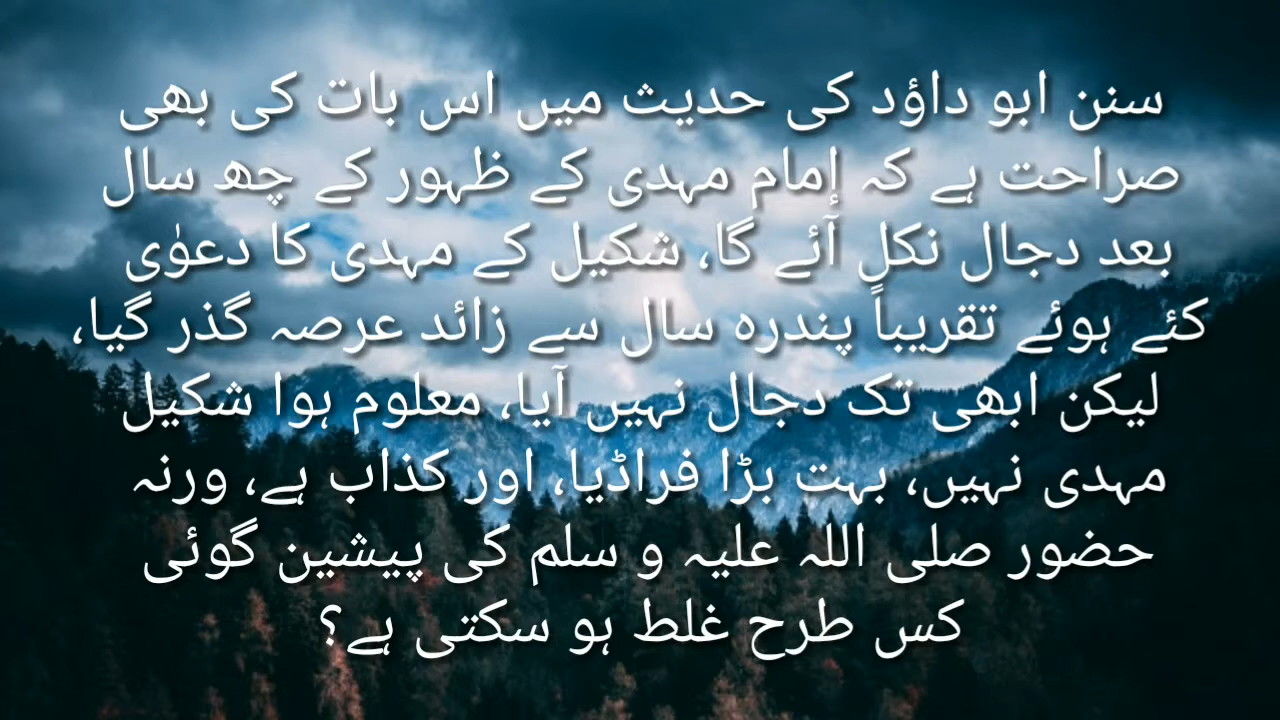 سنن ابو داؤد کی حدیث میں اس بات کی بھی
صراحت ہے کہ إمام مہدی کے ظہور کے چھ سال
بعد دجال نکل آئے گا، شکیل کے مہدی کا دعوٰی
کئے ہوئے تقریباً پندرہ سال سے زائد عرصہ گذر گیا،
لیکن ابھی تک دجال نہیں آیا، معلوم ہوا شکیل
مہدی نہیں، بہت بڑا فراڈیا، اور کذاب ہے، ورنہ
حضور صلی اللہ علیہ و سلم کی پیشین گوئی
کس طرح غلط ہو سکتی ہے؟